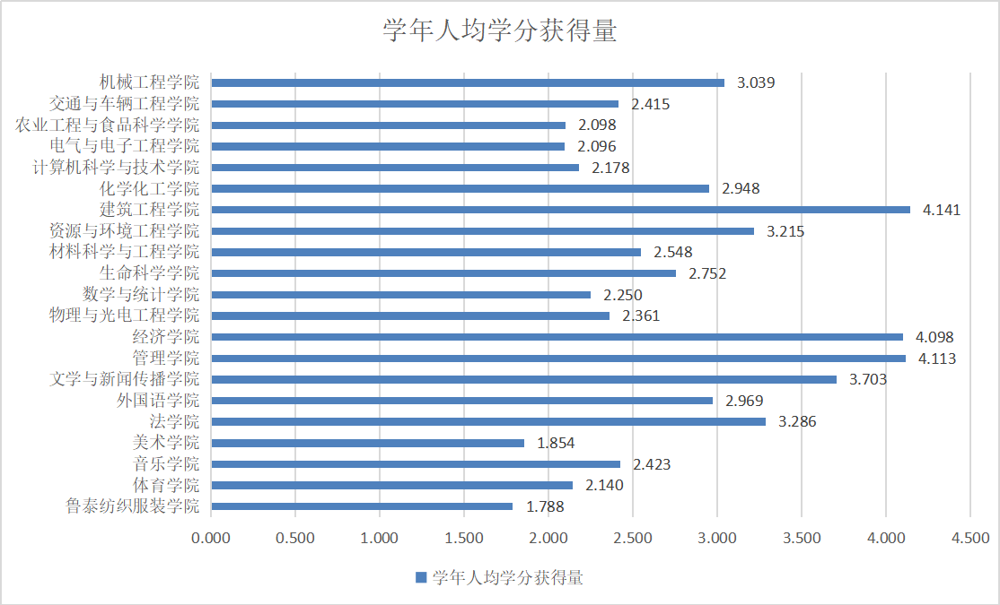 学年人均学分获得量
机械工程学院 3.039
交通与车辆工程学院 2.415
农业工程与食品科学学院 2.098
电气与电子工程学院 2.096
计算机科学与技术学院 2.178
化学化工学院 2.948
建筑工程学院 4.141
资源与环境工程学院 3.215
材料科学与工程学院 2.548
生命科学学院 2.752
数学与统计学院 2.250
物理与光电工程学院 2.361
经济学院 4.098
管理学院 4.113
文学与新闻传播学院 3.703
外国语学院 2.969
法学院 3.286
美术学院 1.854
音乐学院 2.423
体育学院 2.140
鲁泰纺织服装学院 1.788
0.000 0.500 1.000 1.500 2.000 2.500 3.000 3.500 4.000 4.500
学年人均学分获得量